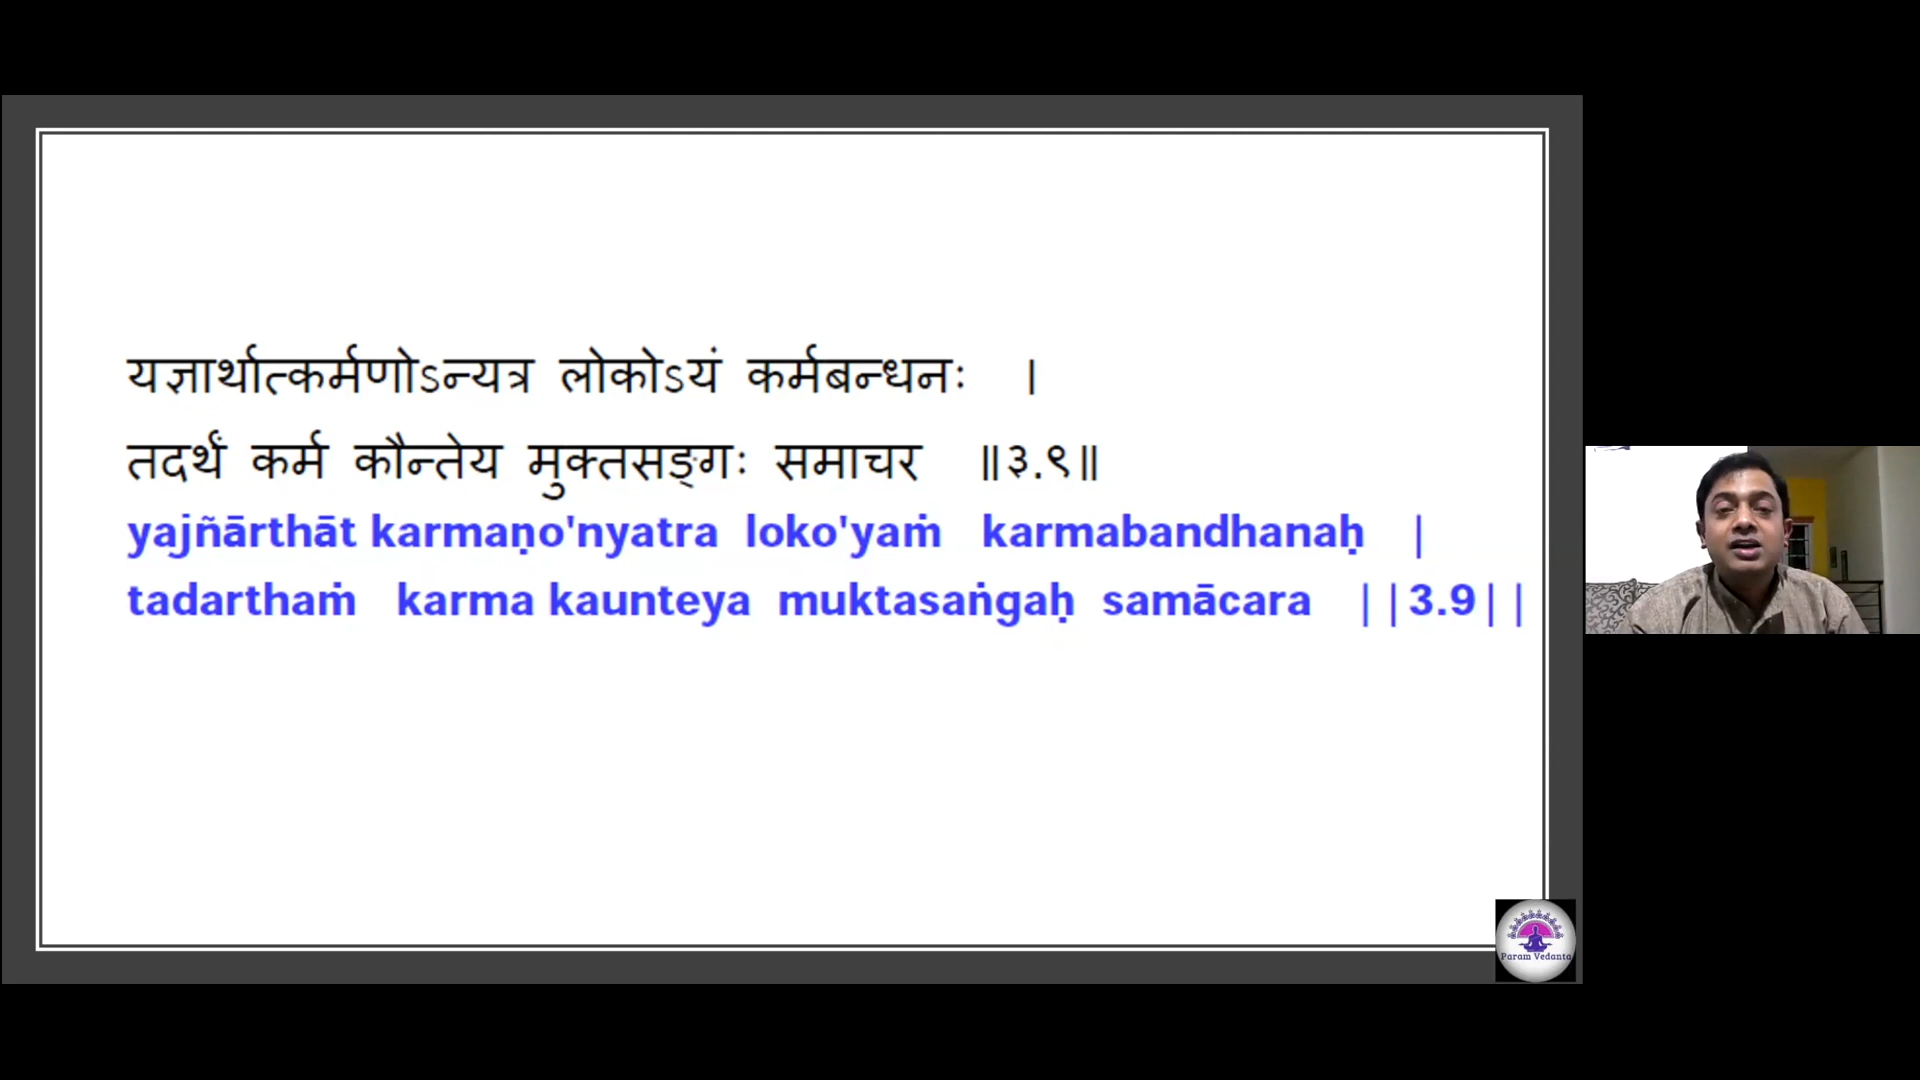 यज्ञार्थात्कर्मणोऽन्यत्र लोकोऽयं कर्मबन्धनः ।
तदर्थं कर्म कौन्तेय मुक्तसङ्गः समाचर ॥३.९॥
yajñārthāt karmaṇo'nyatra loko'yaṁ karmabandhanaḥ |
tadarthaṁ karma kaunteya muktasaṅgaḥ samācara ||3.9||
Param Vedanta